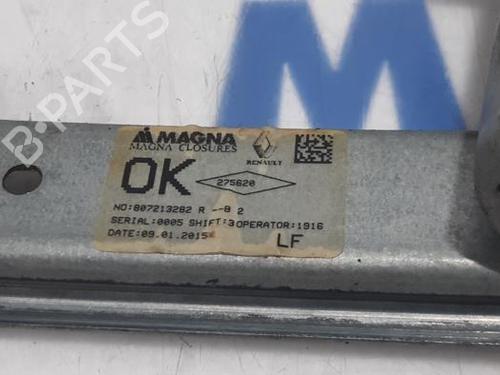 B-PARTS
M
MAGNA
MAGNA CLOSURES
RENAULT
OK
275620
NO:807213282 R --B 2
SERIAL:0005 SHIFT:3 OPERATOR:1916
DATE:09.01.2015
LF